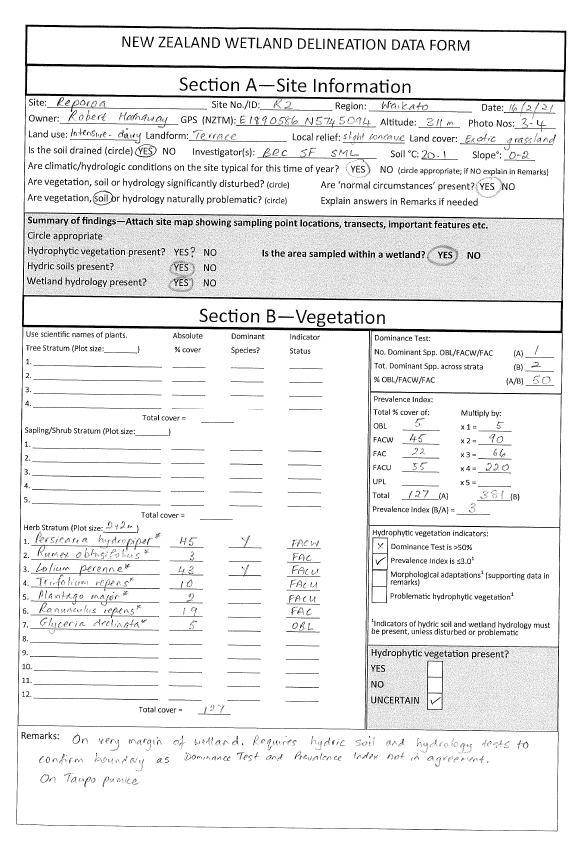 NEW ZEALAND WETLAND DELINEATION DATA FORM
Section A—Site Information
Site: Reporoa Site No./ID: R2 Region: Waikato Date: 16/2/21
Owner: Robert Hathaway GPS (NZTM): E1890586 N5745094 Altitude: 311m Photo Nos: 3-4
Land use: Intensive-dairy Landform: Terrace Local relief: slight concave Land cover: Exotic grassland
Is the soil drained (circle) YES NO Investigator(s): BRC SF SML Soil °C: 20.1 Slope°: 0-2
Are climatic/hydrologic conditions on the site typical for this time of year? YES NO (circle appropriate; if NO explain in Remarks)
Are vegetation, soil or hydrology significantly disturbed? (circle) Are 'normal circumstances' present? YES NO
Are vegetation, soil or hydrology naturally problematic? (circle) Explain answers in Remarks if needed
Summary of findings—Attach site map showing sampling point locations, transects, important features etc.
Circle appropriate
Hydrophytic vegetation present? YES? NO Is the area sampled within a wetland? YES NO
Hydric soils present? YES NO
Wetland hydrology present? YES NO
Section B—Vegetation
Use scientific names of plants. Absolute Dominant Indicator
Tree Stratum (Plot size: ) % cover Species? Status
1.
2.
3.
4.
Total cover =
Sapling/Shrub Stratum (Plot size: )
1.
2.
3.
4.
5.
Total cover =
Herb Stratum (Plot size: 2x2m)
1. Persicaria hydropiper* 45 Y FACW
2. Rumex obtusifolius* 3 FAC
3. Lolium perenne* 43 Y FACU
4. Trifolium repens* 10 FACU
5. Plantago major* 2 FACU
6. Ranunculus repens* 19 FAC
7. Glyceria declinata* 5 OBL
8.
9.
10.
11.
12.
Total cover = 127
Dominance Test:
No. Dominant Spp. OBL/FACW/FAC (A) 1
Tot. Dominant Spp. across strata (B) 2
% OBL/FACW/FAC (A/B) 50
Prevalence Index:
Total % cover of: Multiply by:
OBL 5 x 1 = 5
FACW 45 x 2 = 90
FAC 22 x 3 = 66
FACU 55 x 4 = 220
UPL x 5 =
Total 127 (A) 381 (B)
Prevalence Index (B/A) = 3
Hydrophytic vegetation indicators:
x Dominance Test is >50%
✓ Prevalence Index is ≤3.0¹
Morphological adaptations¹ (supporting data in
remarks)
Problematic hydrophytic vegetation¹
¹Indicators of hydric soil and wetland hydrology must
be present, unless disturbed or problematic
Hydrophytic vegetation present?
YES
NO
UNCERTAIN ✓
Remarks: On very margin of wetland. Requires hydric soil and hydrology tests to
confirm boundary as Dominance Test and Prevalence Index not in agreement.
On Taupo pumice